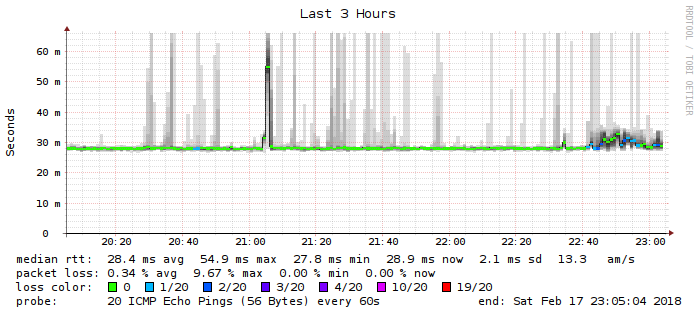 Last 3 Hours
RRDTOOL / TOBI OETIKER
Seconds
60 m
50 m
40 m
30 m
20 m
10 m
0
20:20 20:40 21:00 21:20 21:40 22:00 22:20 22:40 23:00
median rtt: 28.4 ms avg 54.9 ms max 27.8 ms min 28.9 ms now 2.1 ms sd 13.3 am/s
packet loss: 0.34 % avg 9.67 % max 0.00 % min 0.00 % now
loss color: 0 1/20 2/20 3/20 4/20 10/20 19/20
probe: 20 ICMP Echo Pings (56 Bytes) every 60s end: Sat Feb 17 23:05:04 2018